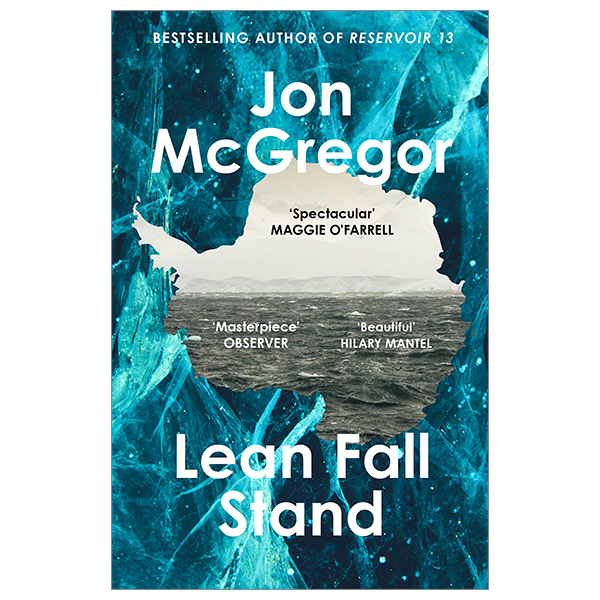 BESTSELLING AUTHOR OF RESERVOIR 13
Jon
McGregor
‘Spectacular’
MAGGIE O'FARRELL
‘Masterpiece’
OBSERVER
‘Beautiful’
HILARY MANTEL
Lean Fall
Stand